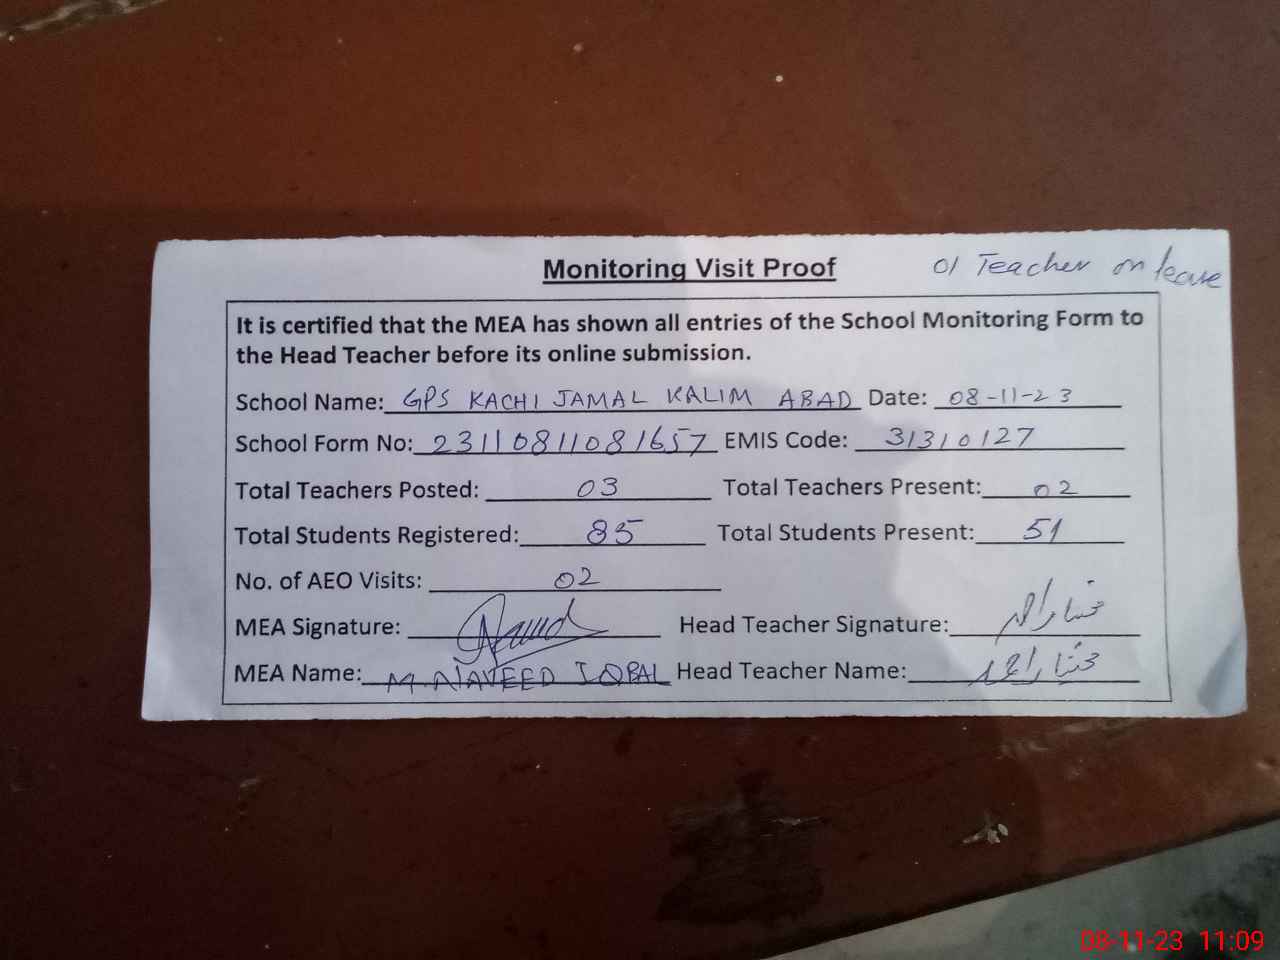 Monitoring Visit Proof
01 Teacher on leave
It is certified that the MEA has shown all entries of the School Monitoring Form to
the Head Teacher before its online submission.
School Name: GPS KACHI JAMAL KALIM ABAD Date: 08-11-23
School Form No: 23110811081657 EMIS Code: 31310127
Total Teachers Posted: 03 Total Teachers Present: 02
Total Students Registered: 85 Total Students Present: 51
No. of AEO Visits: 02
MEA Signature: Head Teacher Signature:
MEA Name: M. NAVEED IQBAL Head Teacher Name:
08-11-23 11:09